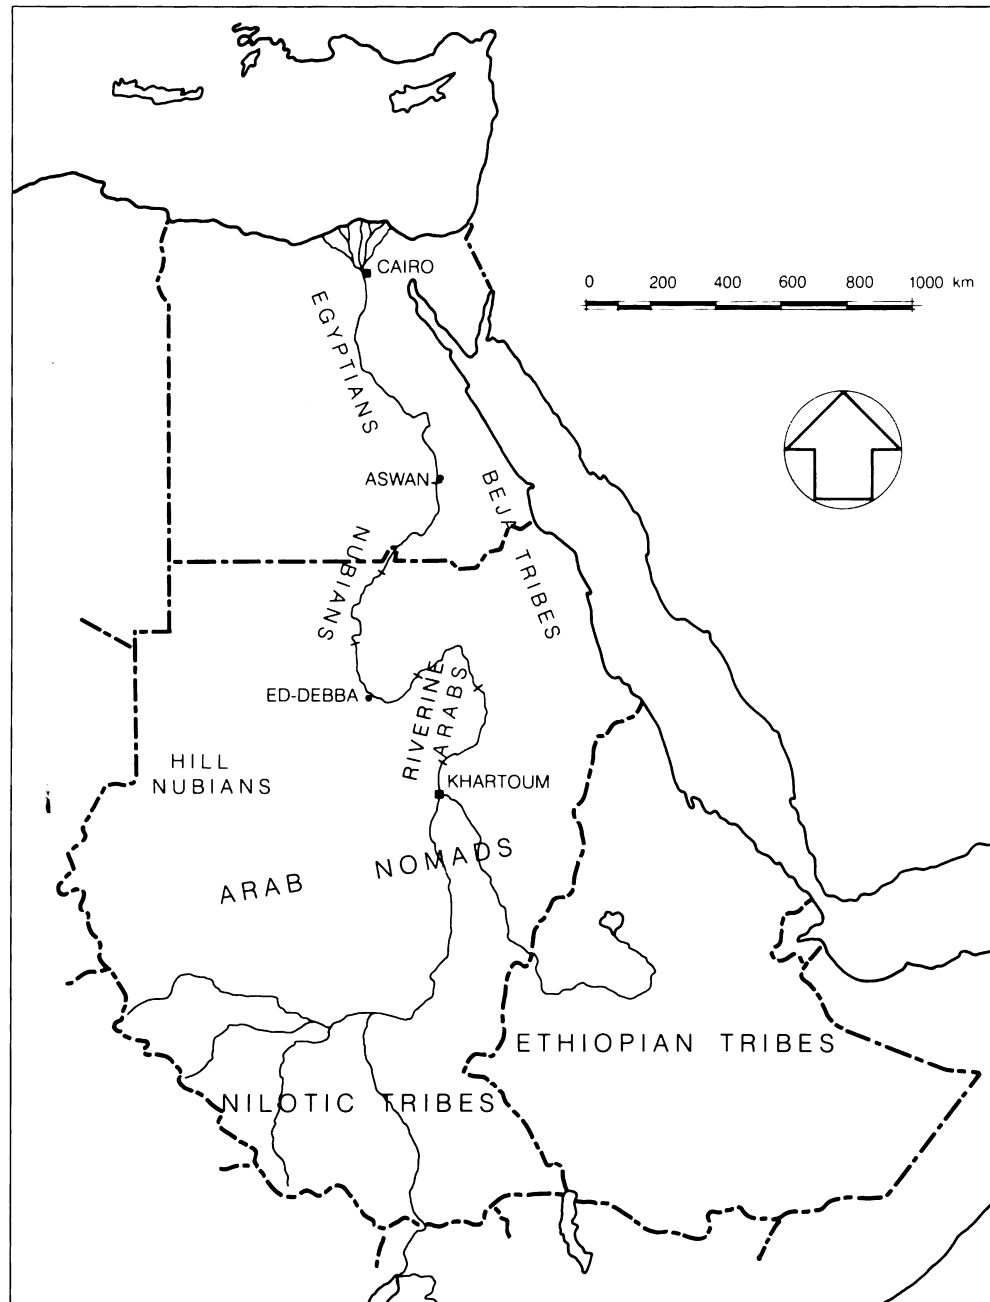 CAIRO
0 200 400 600 800 1000 km
EGYPTIANS
ASWAN
BEJA TRIBES
NUBIANS
ED-DEBBA
RIVERINE
ARABS
HILL
NUBIANS
KHARTOUM
ARAB NOMADS
ETHIOPIAN TRIBES
NILOTIC TRIBES